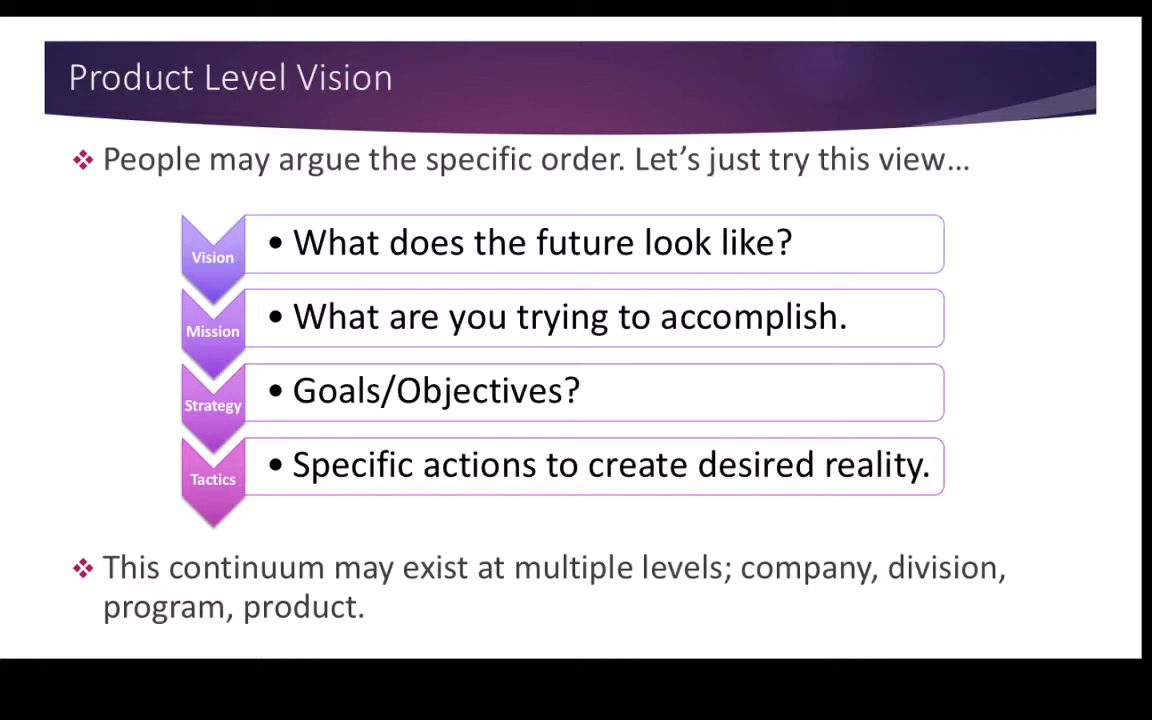 Product Level Vision
❖ People may argue the specific order. Let's just try this view…
Vision
• What does the future look like?
Mission
• What are you trying to accomplish.
Strategy
• Goals/Objectives?
Tactics
• Specific actions to create desired reality.
❖ This continuum may exist at multiple levels; company, division,
program, product.